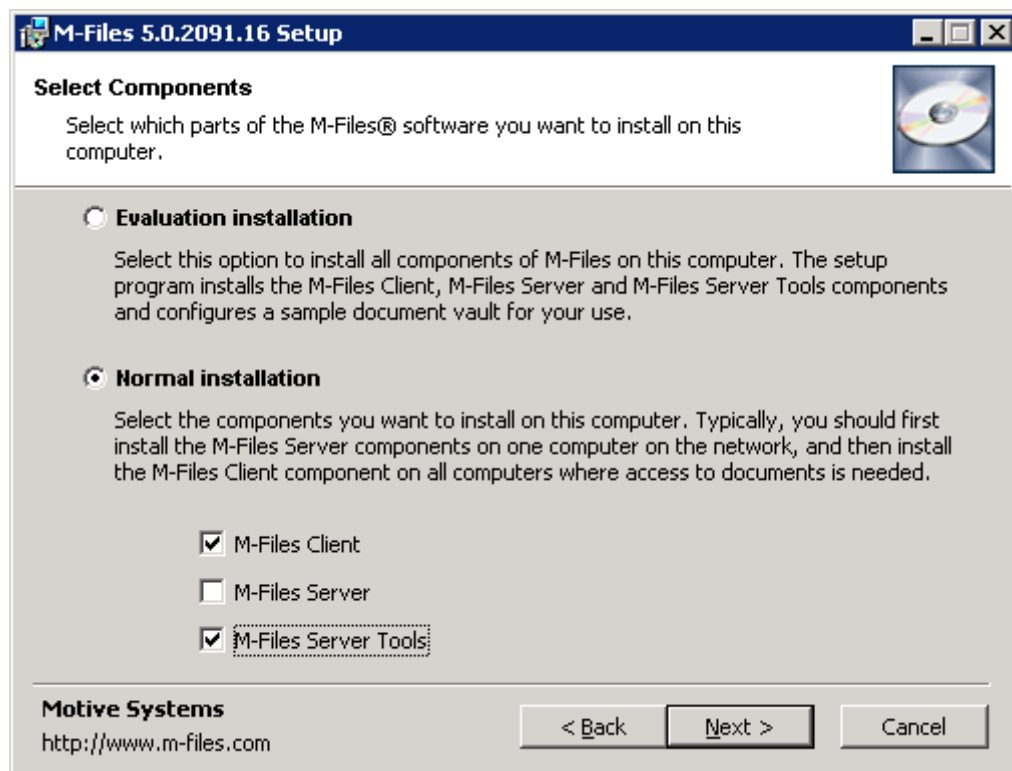 M-Files 5.0.2091.16 Setup
Select Components
Select which parts of the M-Files® software you want to install on this
computer.
Evaluation installation
Select this option to install all components of M-Files on this computer. The setup
program installs the M-Files Client, M-Files Server and M-Files Server Tools components
and configures a sample document vault for your use.
Normal installation
Select the components you want to install on this computer. Typically, you should first
install the M-Files Server components on one computer on the network, and then install
the M-Files Client component on all computers where access to documents is needed.
M-Files Client
M-Files Server
M-Files Server Tools
Motive Systems
http://www.m-files.com
< Back
Next >
Cancel